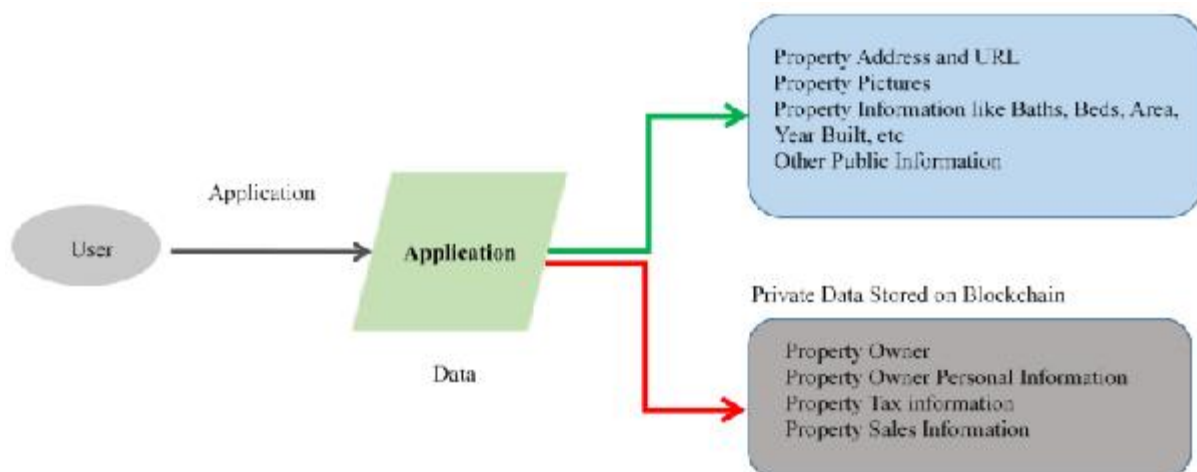 Property Address and URL
Property Pictures
Property Information like Baths, Beds, Area,
Year Built, etc
Other Public Information
Application
User
Application
Data
Private Data Stored on Blockchain
Property Owner
Property Owner Personal Information
Property Tax information
Property Sales Information